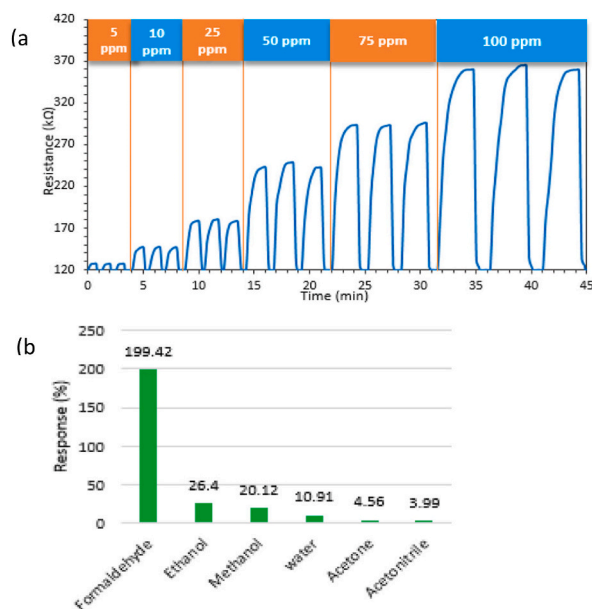 (a
5 ppm
10 ppm
25 ppm
50 ppm
75 ppm
100 ppm
420
370
320
270
220
170
120
Resistance (kΩ)
0 5 10 15 20 25 30 35 40 45
Time (min)
(b
250
200
150
100
50
0
Response (%)
199.42
26.4
20.12
10.91
4.56
3.99
Formaldehyde
Ethanol
Methanol
water
Acetone
Acetonitrile